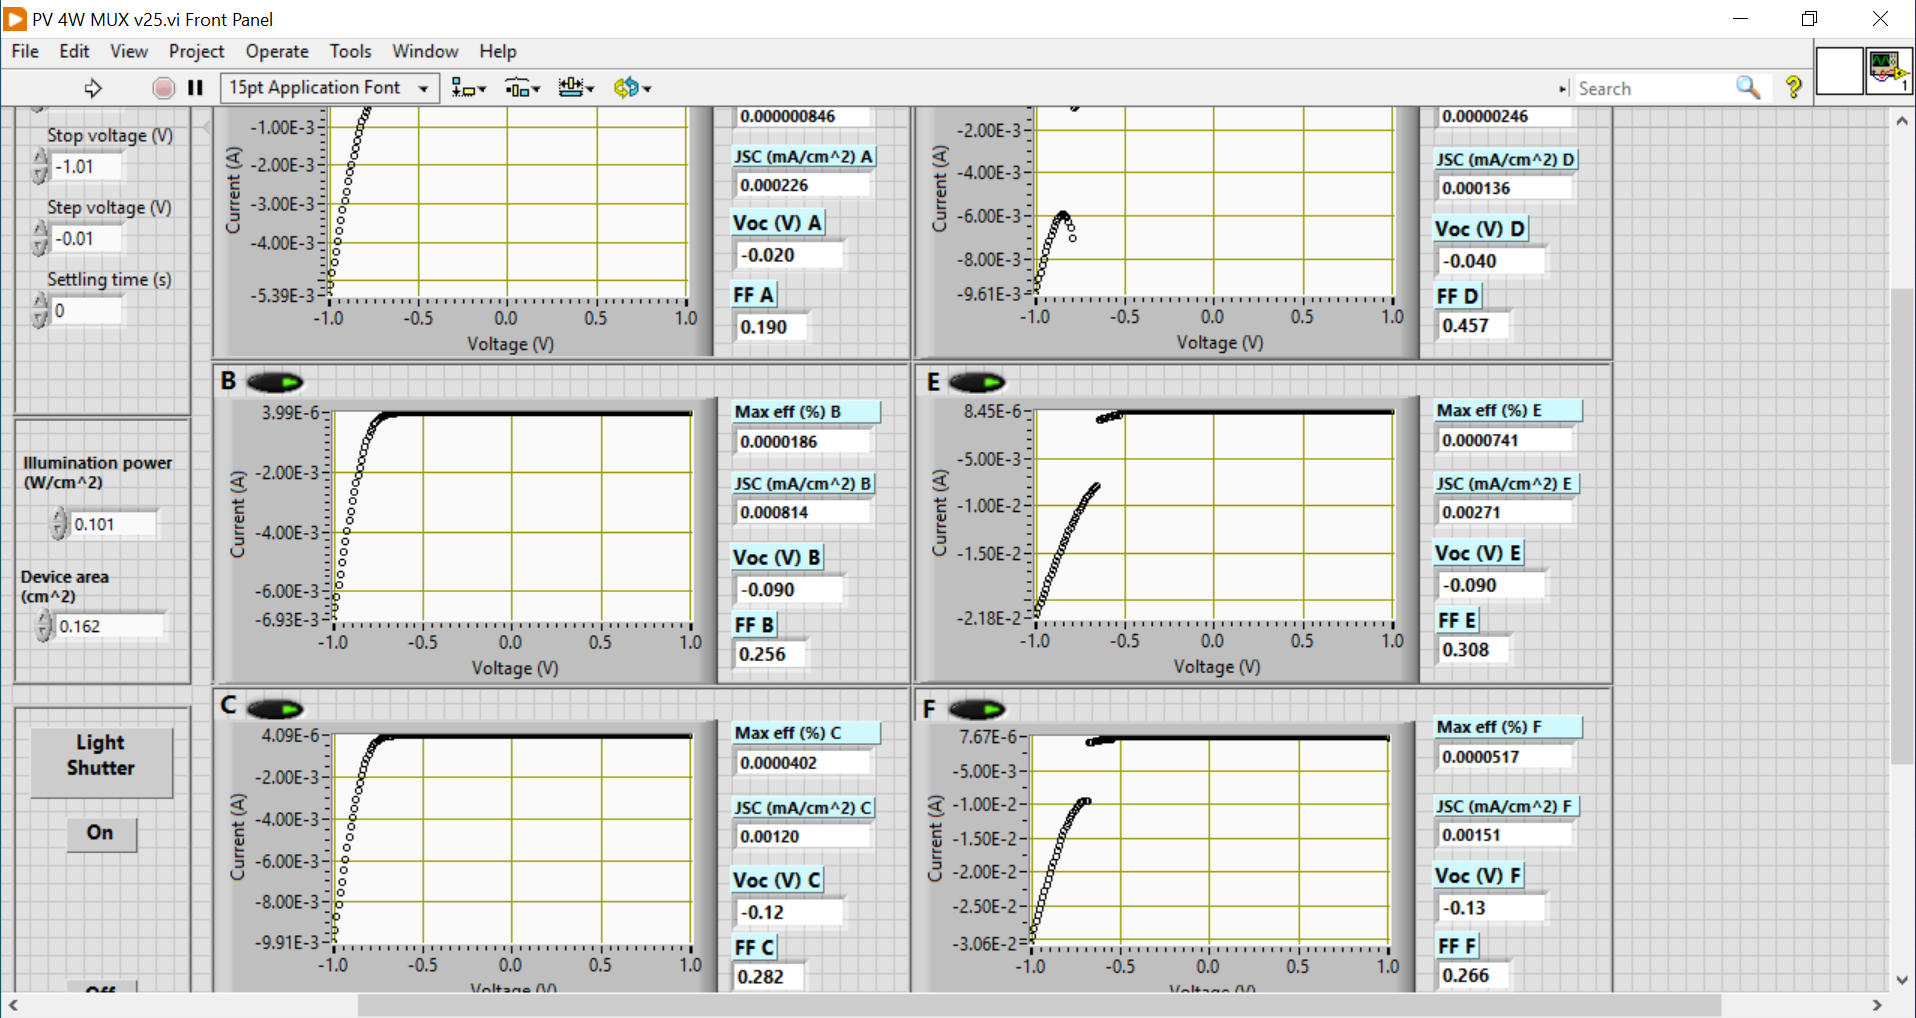 PV 4W MUX v25.vi Front Panel
File Edit View Project Operate Tools Window Help
15pt Application Font
Search
1
Stop voltage (V)
-1.01
Step voltage (V)
-0.01
Settling time (s)
0
Illumination power
(W/cm^2)
0.101
Device area
(cm^2)
0.162
Light
Shutter
On
-1.00E-3
-2.00E-3
-3.00E-3
-4.00E-3
-5.39E-3
Current (A)
-1.0 -0.5 0.0 0.5 1.0
Voltage (V)
0.000000846
JSC (mA/cm^2) A
0.000226
Voc (V) A
-0.020
FF A
0.190
-2.00E-3
-4.00E-3
-6.00E-3
-8.00E-3
-9.61E-3
Current (A)
-1.0 -0.5 0.0 0.5 1.0
Voltage (V)
0.00000246
JSC (mA/cm^2) D
0.000136
Voc (V) D
-0.040
FF D
0.457
B
3.99E-6
-2.00E-3
-4.00E-3
-6.00E-3
-6.93E-3
Current (A)
-1.0 -0.5 0.0 0.5 1.0
Voltage (V)
Max eff (%) B
0.0000186
JSC (mA/cm^2) B
0.000814
Voc (V) B
-0.090
FF B
0.256
E
8.45E-6
-5.00E-3
-1.00E-2
-1.50E-2
-2.18E-2
Current (A)
-1.0 -0.5 0.0 0.5 1.0
Voltage (V)
Max eff (%) E
0.0000741
JSC (mA/cm^2) E
0.00271
Voc (V) E
-0.090
FF E
0.308
C
4.09E-6
-2.00E-3
-4.00E-3
-6.00E-3
-8.00E-3
-9.91E-3
Current (A)
-1.0 -0.5 0.0 0.5 1.0
Voltage (V)
Max eff (%) C
0.0000402
JSC (mA/cm^2) C
0.00120
Voc (V) C
-0.12
FF C
0.282
F
7.67E-6
-5.00E-3
-1.00E-2
-1.50E-2
-2.00E-2
-2.50E-2
-3.06E-2
Current (A)
-1.0 -0.5 0.0 0.5 1.0
Voltage (V)
Max eff (%) F
0.0000517
JSC (mA/cm^2) F
0.00151
Voc (V) F
-0.13
FF F
0.266